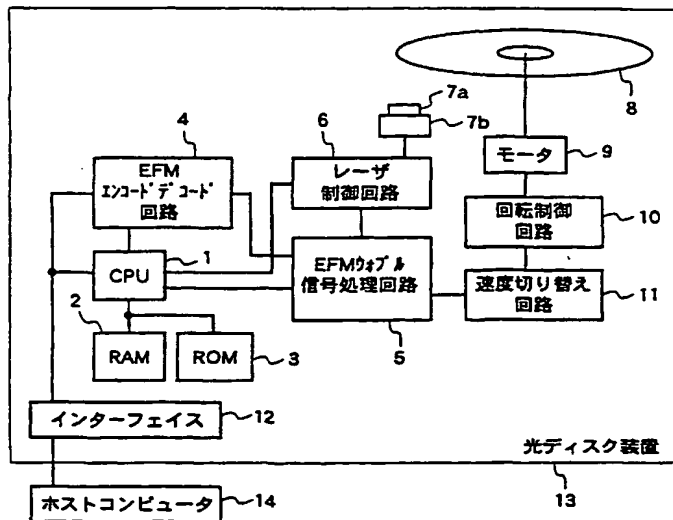 7a
7b
8
4
6
EFM
エンコードデコード
回路
レーザ
制御回路
モータ
9
回転制御
回路
10
1
CPU
EFMウォブル
信号処理回路
5
速度切り替え
回路
11
2
RAM
ROM
3
インターフェイス
12
光ディスク装置
13
ホストコンピュータ
14